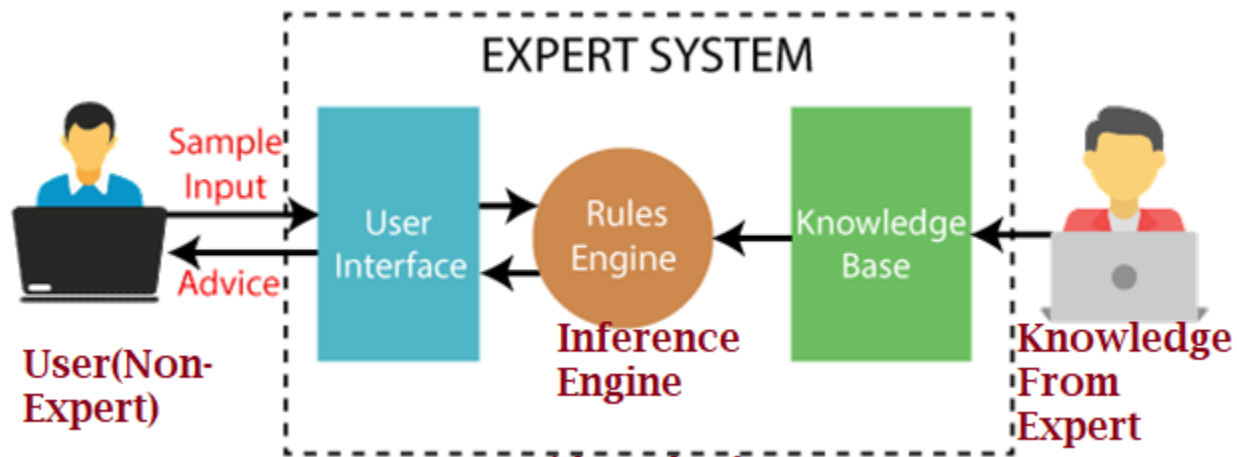 EXPERT SYSTEM
Sample
Input
Advice
User
Interface
Rules
Engine
Knowledge
Base
User(Non-
Expert)
Inference
Engine
Knowledge
From
Expert